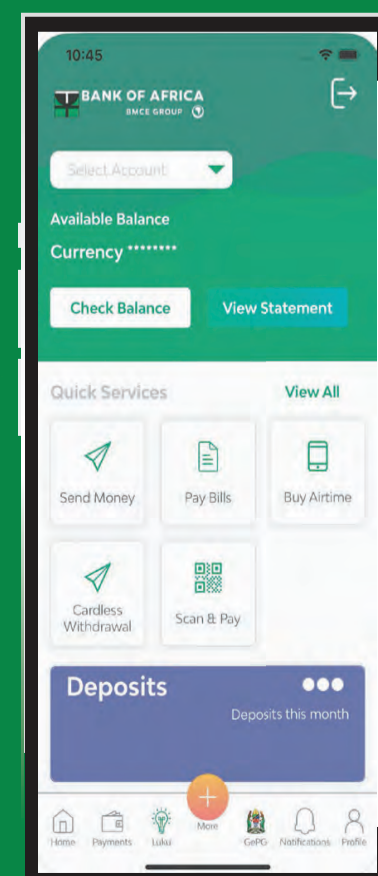 10:45
BANK OF AFRICA
BMCE GROUP
Select Account
Available Balance
Currency ********
Check Balance
View Statement
Quick Services
View All
Send Money
Pay Bills
Buy Airtime
Cardless
Withdrawal
Scan & Pay
Deposits
Deposits this month
Home
Payments
Luku
More
GePG
Notifications
Profile